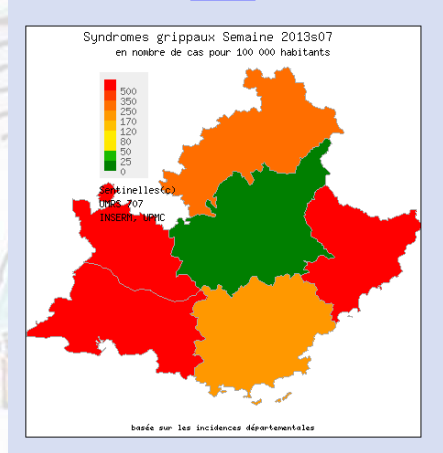 Syndromes grippaux Semaine 2013s07
en nombre de cas pour 100 000 habitants
500
350
250
170
120
80
50
25
0
Sentinelles(c)
UMRS 707
INSERM, UPMC
basée sur les incidences départementales